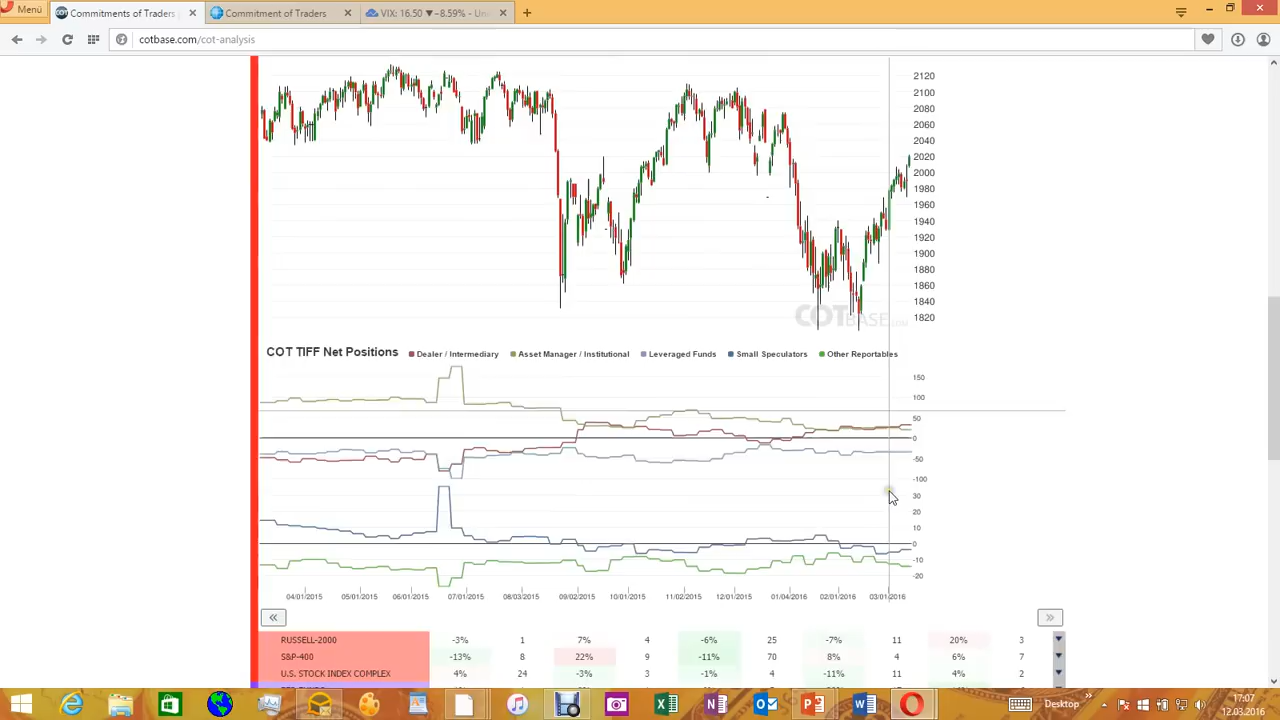 Menü
Commitments of Traders
Commitment of Traders
VIX: 16.50 ▼−8.59% - Un
cotbase.com/cot-analysis
2120
2100
2080
2060
2040
2020
2000
1980
1960
1940
1920
1900
1880
1860
1840
1820
COTBASE.COM
COT TIFF Net Positions
Dealer / Intermediary
Asset Manager / Institutional
Leveraged Funds
Small Speculators
Other Reportables
150
100
50
0
-50
-100
30
20
10
0
-10
-20
04/01/2015 05/01/2015 06/01/2015 07/01/2015 08/03/2015 09/02/2015 10/01/2015 11/02/2015 12/01/2015 01/04/2016 02/01/2016 03/01/2016
« »
RUSSELL-2000 -3% 1 7% 4 -6% 25 -7% 11 20% 3
S&P-400 -13% 8 22% 9 -11% 70 8% 4 6% 7
U.S. STOCK INDEX COMPLEX 4% 24 -3% 3 -1% 4 -11% 2 4% 2
Desktop
17:07
12.03.2016